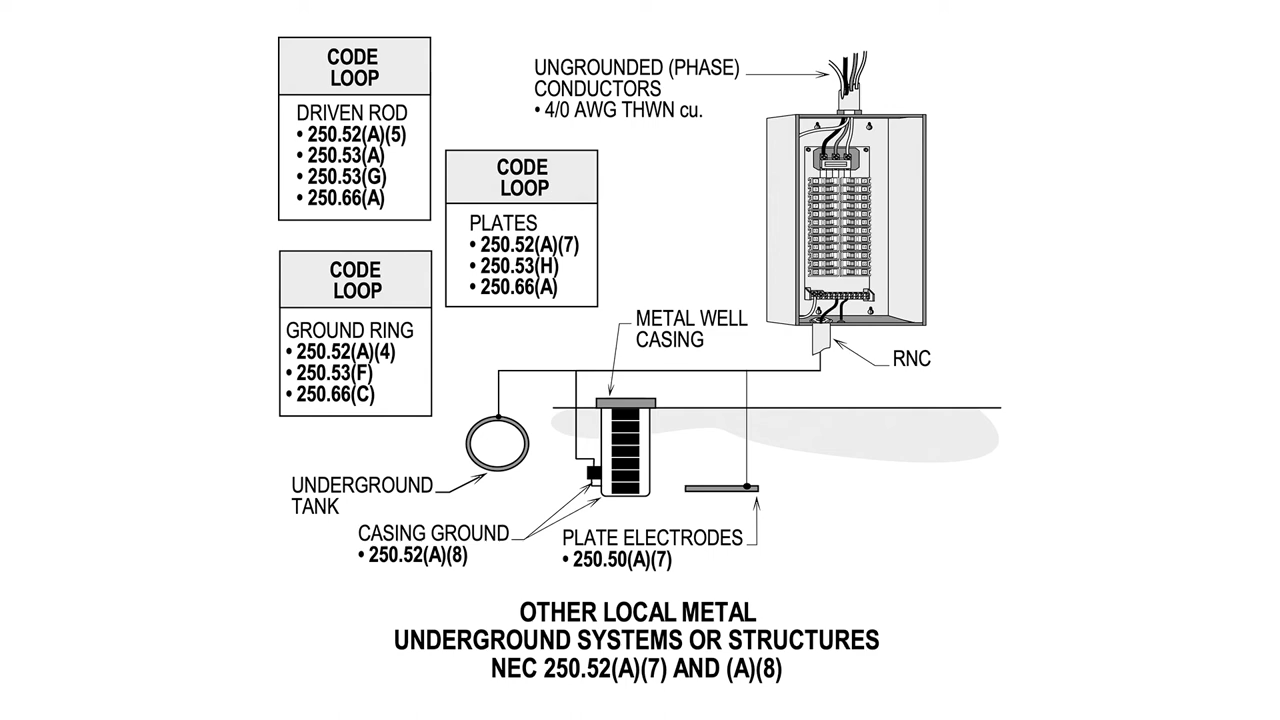 CODE
LOOP
DRIVEN ROD
• 250.52(A)(5)
• 250.53(A)
• 250.53(G)
• 250.66(A)
CODE
LOOP
PLATES
• 250.52(A)(7)
• 250.53(H)
• 250.66(A)
CODE
LOOP
GROUND RING
• 250.52(A)(4)
• 250.53(F)
• 250.66(C)
UNGROUNDED (PHASE)
CONDUCTORS
• 4/0 AWG THWN cu.
METAL WELL
CASING
RNC
UNDERGROUND
TANK
CASING GROUND
• 250.52(A)(8)
PLATE ELECTRODES
• 250.50(A)(7)
OTHER LOCAL METAL
UNDERGROUND SYSTEMS OR STRUCTURES
NEC 250.52(A)(7) AND (A)(8)